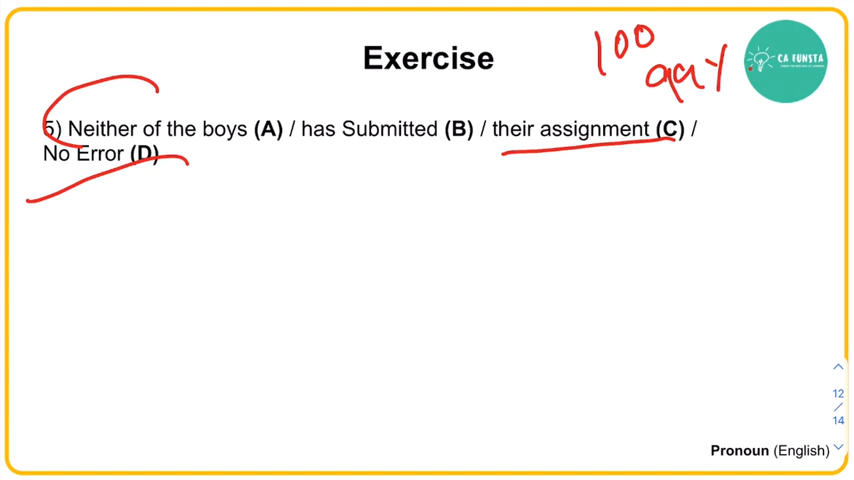 Exercise
100
CA FUNSTA
5) Neither of the boys (A) / has Submitted (B) / their assignment (C) /
No Error (D)
12
/
14
Pronoun (English)